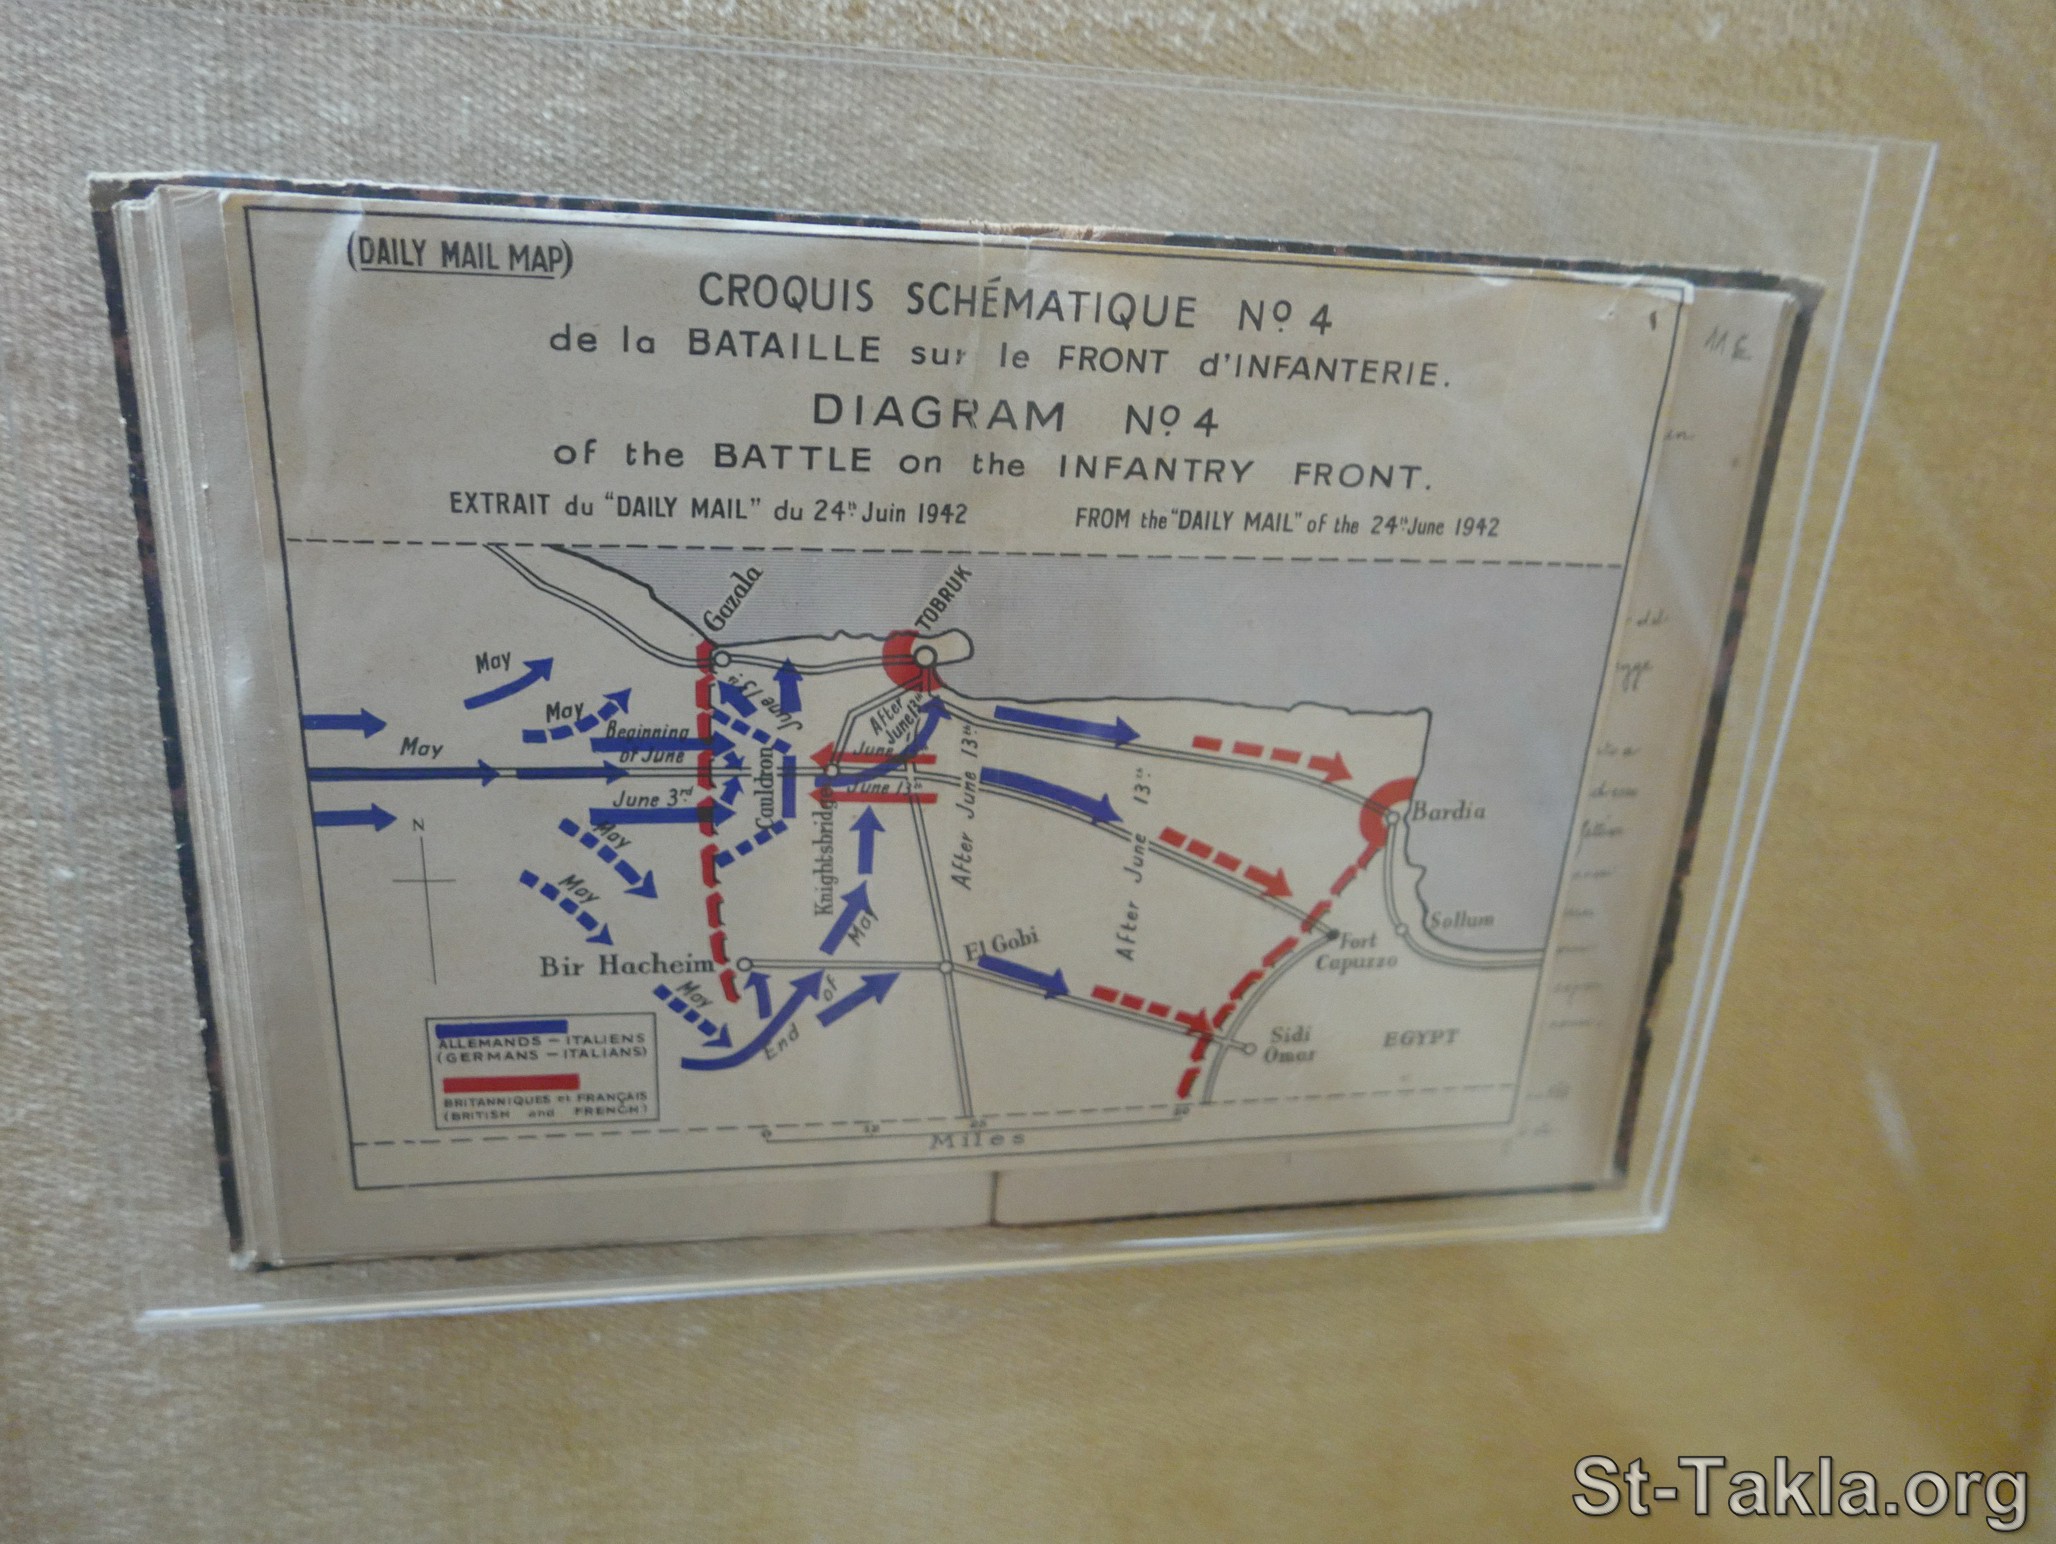 (DAILY MAIL MAP)
CROQUIS SCHÉMATIQUE Nº 4
de la BATAILLE sur le FRONT d'INFANTERIE.
DIAGRAM Nº 4
of the BATTLE on the INFANTRY FRONT.
EXTRAIT du "DAILY MAIL" du 24th Juin 1942
FROM the "DAILY MAIL" of the 24th June 1942
Gazala
TOBRUK
May
May
May
Beginning
of June
June 3rd
June 13th
Cauldron
After
June 13th
June
June 13th
Knightsbridge
After June 13th
After June 13th
Bardia
Sollum
Fort
Capuzzo
N
May
May
May
Bir Hacheim
End of May
El Gobi
Sidi
Omar
EGYPT
ALLEMANDS - ITALIENS
(GERMANS - ITALIANS)
BRITANNIQUES et FRANÇAIS
(BRITISH and FRENCH)
0
Miles
11 E
St-Takla.org